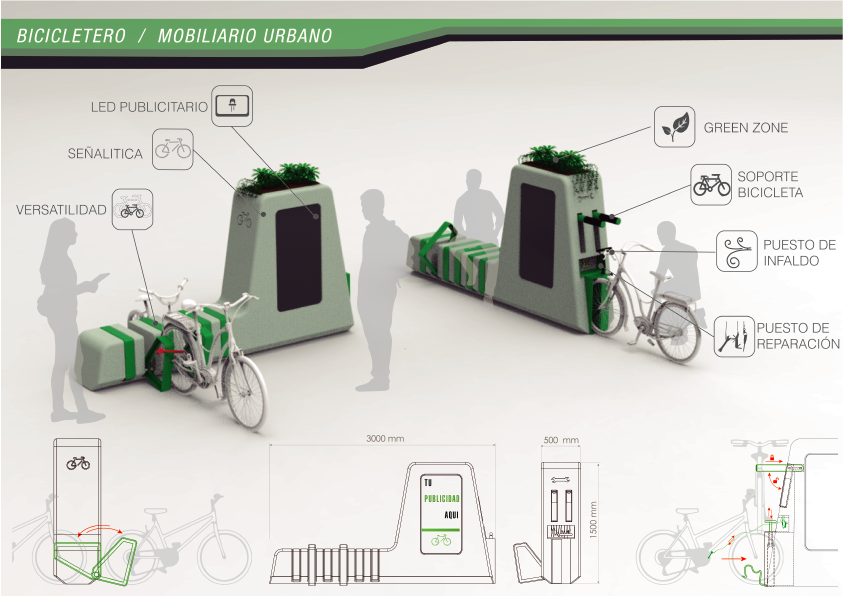 BICICLETERO / MOBILIARIO URBANO
LED PUBLICITARIO
SEÑALITICA
VERSATILIDAD
GREEN ZONE
SOPORTE
BICICLETA
PUESTO DE
INFALDO
PUESTO DE
REPARACIÓN
3000 mm
500 mm
1500 mm
TU
PUBLICIDAD
AQUI